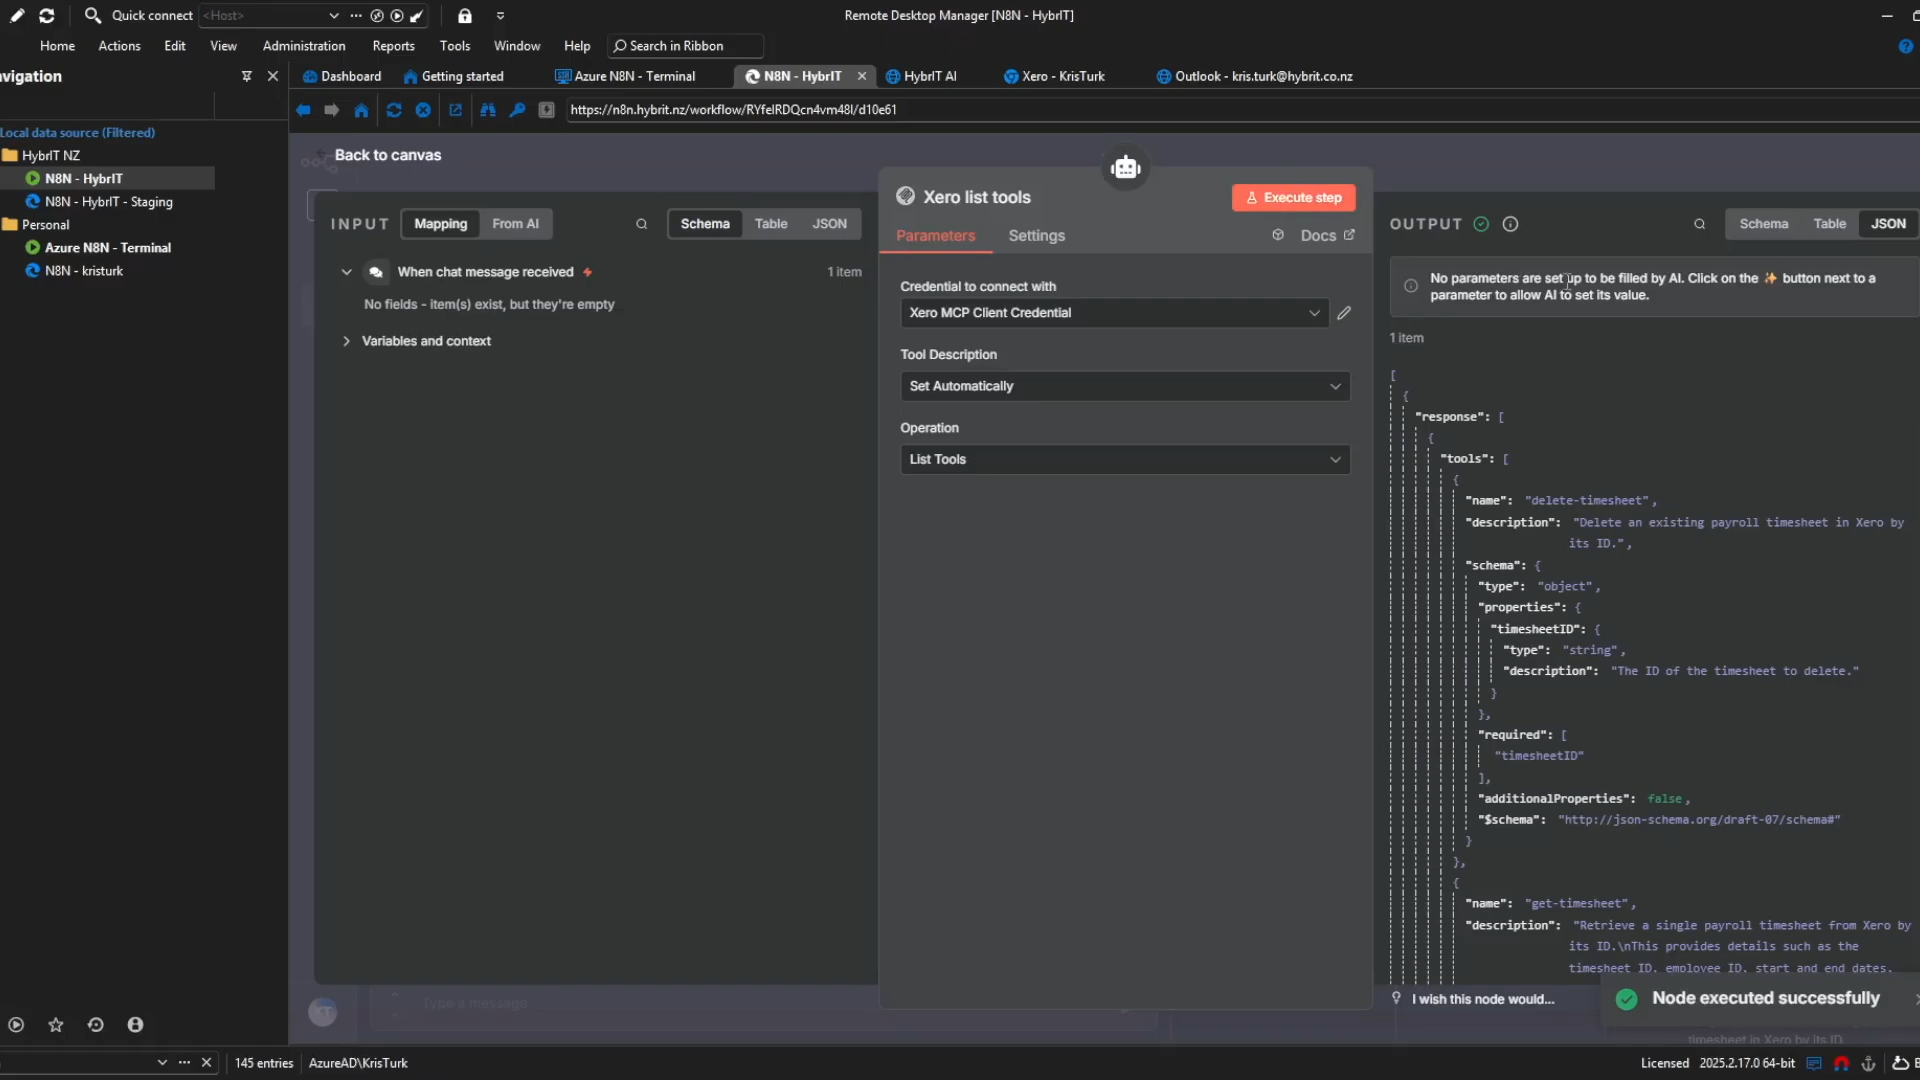 Quick connect
<Host>
Remote Desktop Manager [N8N - HybrIT]
Home
Actions
Edit
View
Administration
Reports
Tools
Window
Help
Search in Ribbon
avigation
Dashboard
Getting started
Azure N8N - Terminal
N8N - HybrIT
HybrIT AI
Xero - KrisTurk
Outlook - kris.turk@hybrit.co.nz
https://n8n.hybrit.nz/workflow/RYfelRDQcn4vm48l/d10e61
Local data source (Filtered)
HybrIT NZ
N8N - HybrIT
N8N - HybrIT - Staging
Personal
Azure N8N - Terminal
N8N - kristurk
Back to canvas
INPUT
Mapping
From AI
Schema
Table
JSON
When chat message received
1 item
No fields - item(s) exist, but they're empty
Variables and context
Xero list tools
Execute step
Parameters
Settings
Docs
Credential to connect with
Xero MCP Client Credential
Tool Description
Set Automatically
Operation
List Tools
OUTPUT
Schema
Table
JSON
No parameters are set up to be filled by AI. Click on the ✨ button next to a
parameter to allow AI to set its value.
1 item
[
{
"response": [
{
"tools": [
{
"name": "delete-timesheet",
"description": "Delete an existing payroll timesheet in Xero by
its ID.",
"schema": {
"type": "object",
"properties": {
"timesheetID": {
"type": "string",
"description": "The ID of the timesheet to delete."
}
},
"required": [
"timesheetID"
],
"additionalProperties": false,
"$schema": "http://json-schema.org/draft-07/schema#"
}
},
{
"name": "get-timesheet",
"description": "Retrieve a single payroll timesheet from Xero by
its ID.\nThis provides details such as the
timesheet ID, employee ID, start and end dates,
Type a message
I wish this node would...
Node executed successfully
timesheet in Xero by its ID
145 entries
AzureAD\KrisTurk
Licensed
2025.2.17.0 64-bit